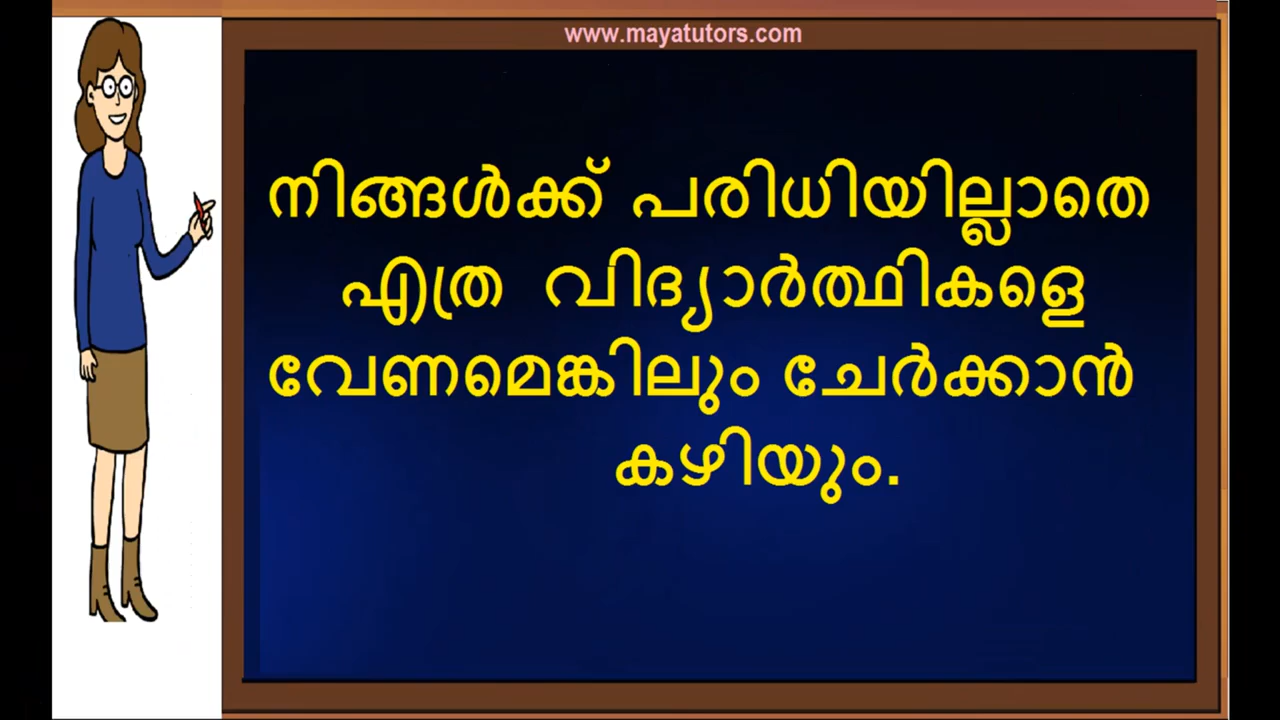 www.mayatutors.com
നിങ്ങൾക്ക് പരിധിയില്ലാതെ
എത്ര വിദ്യാർത്ഥികളെ
വേണമെങ്കിലും ചേർക്കാൻ
കഴിയും.